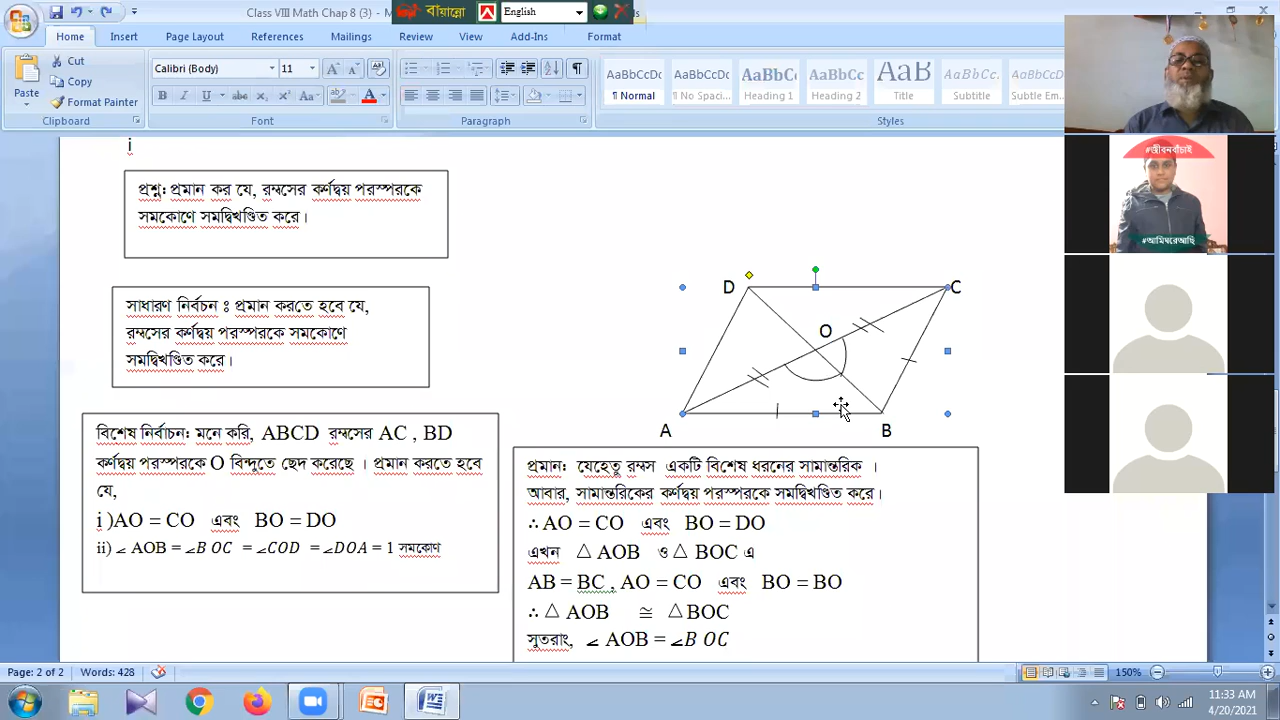 Class VIII Math Chap 8 (3) - M
বায়ান্নো
English
Home Insert Page Layout References Mailings Review View Add-Ins Format
Paste
Cut
Copy
Format Painter
Clipboard
Calibri (Body) 11
Font
Paragraph
AaBbCcDc AaBbCcDc AaBbC AaBbCc AaB AaBbCc. AaBbCcDc
¶ Normal ¶ No Spaci... Heading 1 Heading 2 Title Subtitle Subtle Em...
Styles
#জীবনবাঁচাই
#আমিঘরেআছি
i
প্রশ্নঃ প্রমান কর যে, রম্বসের কর্ণদ্বয় পরস্পরকে
সমকোণে সমদ্বিখণ্ডিত করে।
সাধারণ নির্বচন ঃ প্রমান করতে হবে যে,
রম্বসের কর্ণদ্বয় পরস্পরকে সমকোণে
সমদ্বিখণ্ডিত করে।
বিশেষ নির্বাচন: মনে করি, ABCD রম্বসের AC , BD
কর্ণদ্বয় পরস্পরকে O বিন্দুতে ছেদ করেছে । প্রমান করতে হবে
যে,
i )AO = CO এবং BO = DO
ii) ∠ AOB = ∠B OC = ∠COD = ∠DOA = 1 সমকোণ
D C
O
A B
প্রমান: যেহেতু রম্বস একটি বিশেষ ধরনের সামান্তরিক ।
আবার, সামান্তরিকের কর্ণদ্বয় পরস্পরকে সমদ্বিখণ্ডিত করে।
∴ AO = CO এবং BO = DO
এখন △ AOB ও △ BOC এ
AB = BC , AO = CO এবং BO = BO
∴ △ AOB ≅ △ BOC
সুতরাং, ∠ AOB = ∠B OC
Page: 2 of 2 Words: 428
150%
11:33 AM
4/20/2021